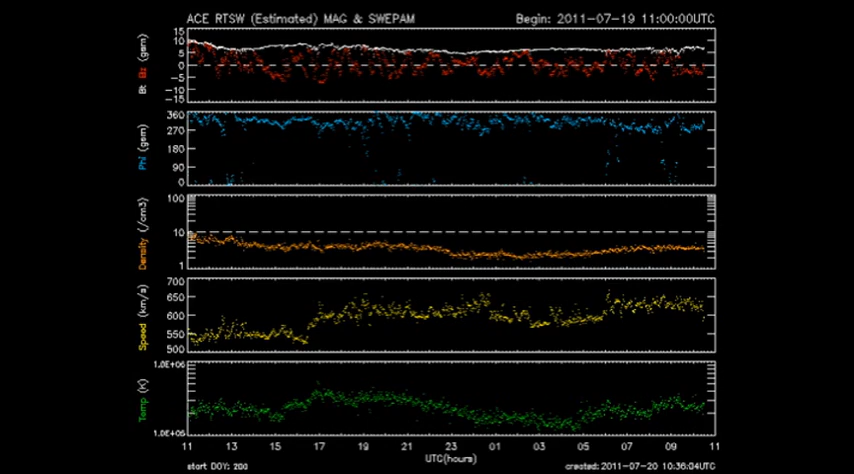 ACE RTSW (Estimated) MAG & SWEPAM Begin: 2011-07-19 11:00:00UTC
Bt Bz (gsm)
15
10
5
0
-5
-10
-15
Phi (gsm)
360
270
180
90
0
Density (/cm3)
100
10
1
Speed (km/s)
700
650
600
550
500
Temp (K)
1.0E+06
1.0E+05
11 13 15 17 19 21 23 01 03 05 07 09 11
UTC(hours)
start DOY: 200 created: 2011-07-20 10:36:04UTC